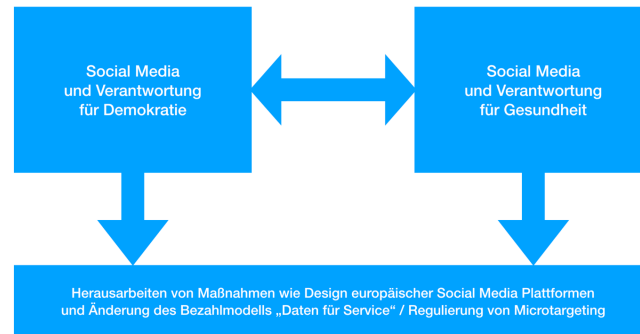 Social Media
und Verantwortung
für Demokratie
Social Media
und Verantwortung
für Gesundheit
Herausarbeiten von Maßnahmen wie Design europäischer Social Media Plattformen
und Änderung des Bezahlmodells „Daten für Service“ / Regulierung von Microtargeting